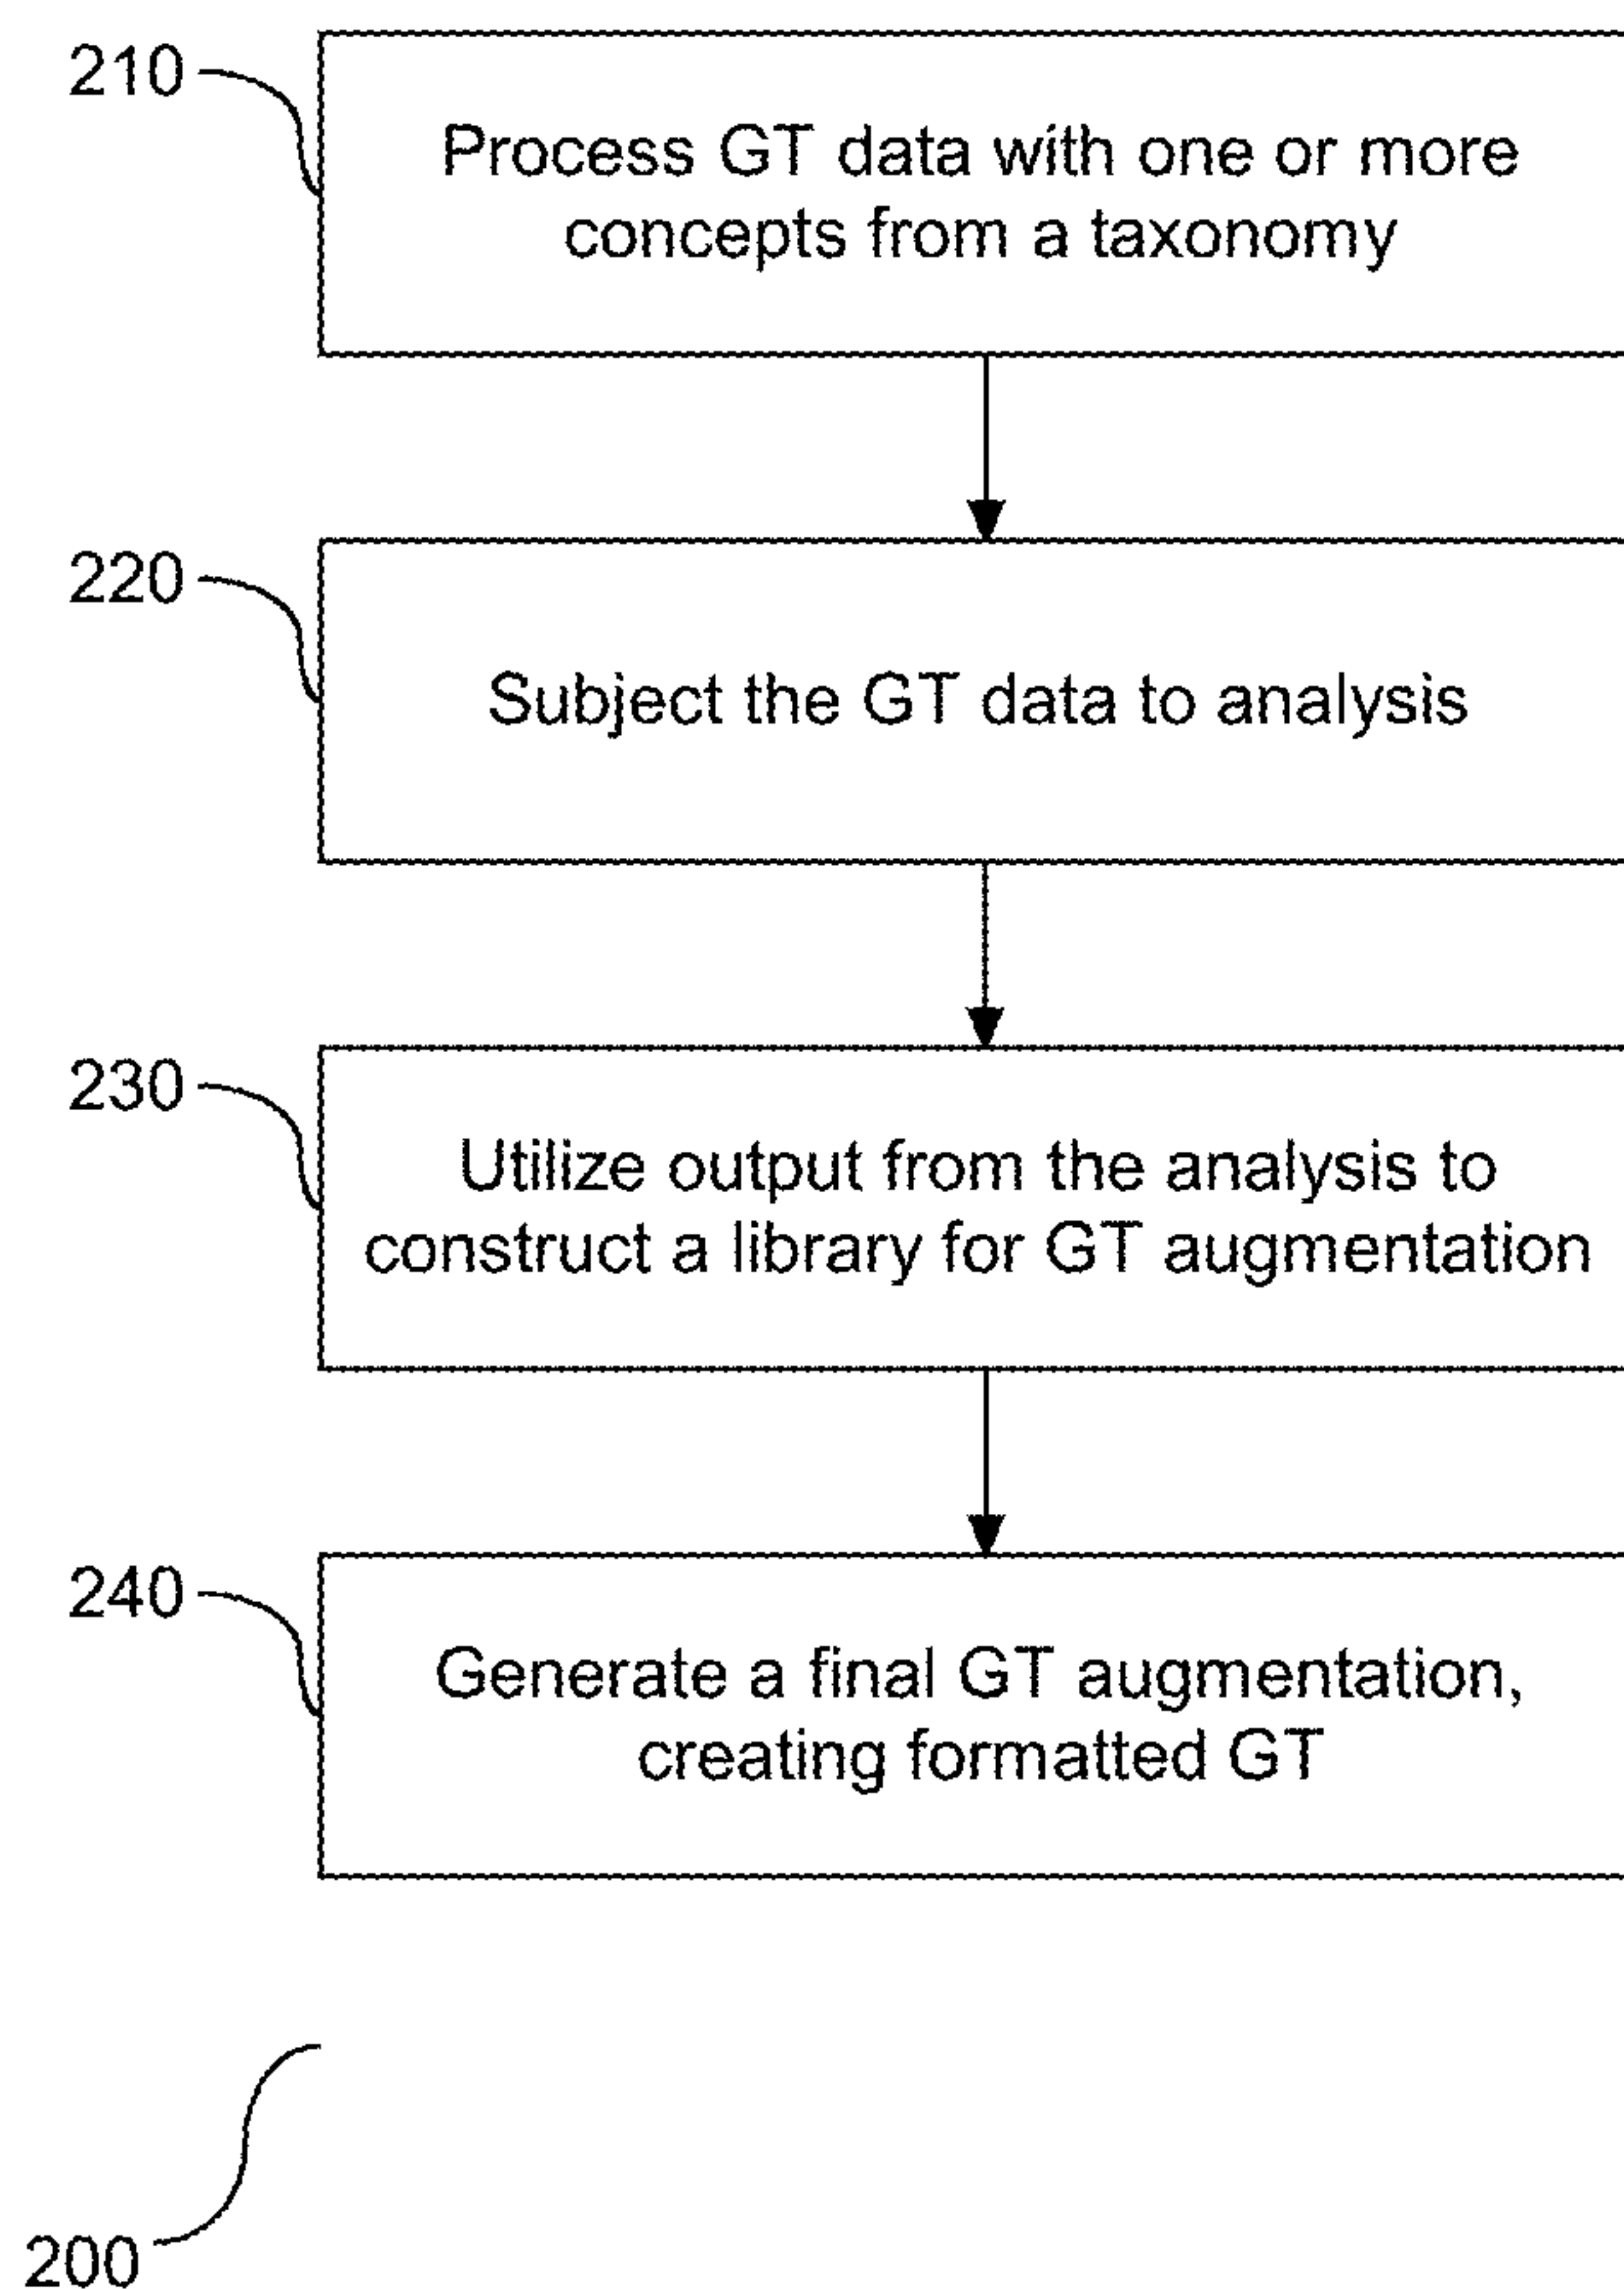 210
Process GT data with one or more
concepts from a taxonomy
220
Subject the GT data to analysis
230
Utilize output from the analysis to
construct a library for GT augmentation
240
Generate a final GT augmentation,
creating formatted GT
200